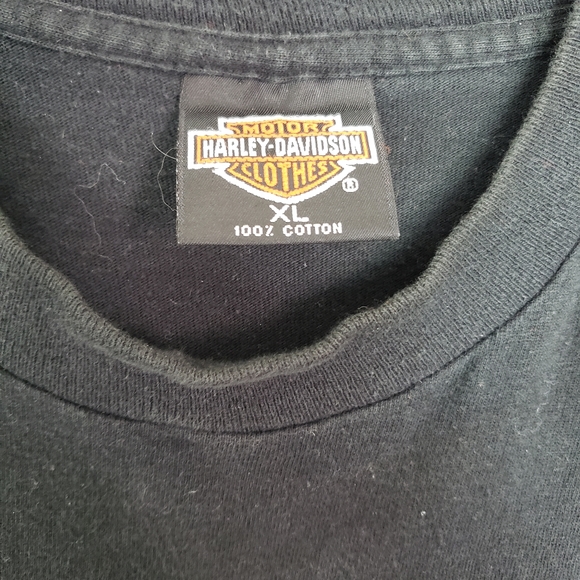 MOTOR
HARLEY-DAVIDSON
CLOTHES
XL
100% COTTON